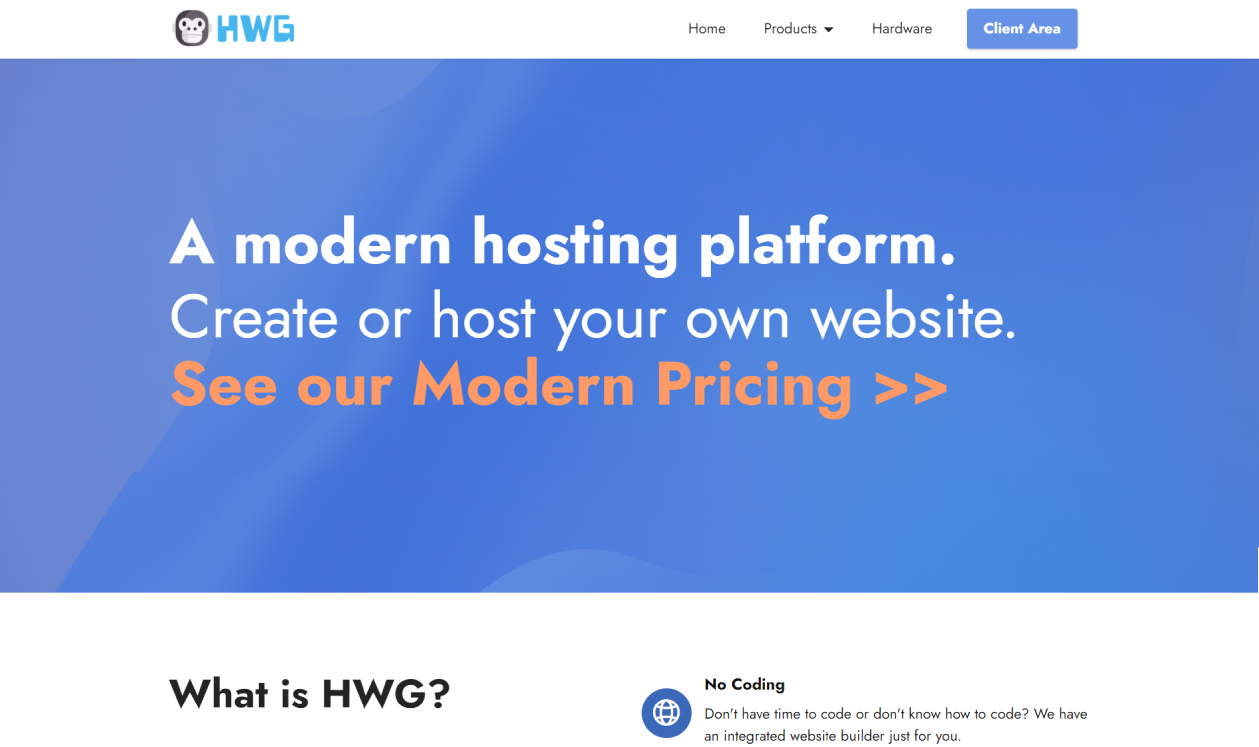 HWG
Home
Products
Hardware
Client Area
A modern hosting platform.
Create or host your own website.
See our Modern Pricing >>
What is HWG?
No Coding
Don't have time to code or don't know how to code? We have
an integrated website builder just for you.